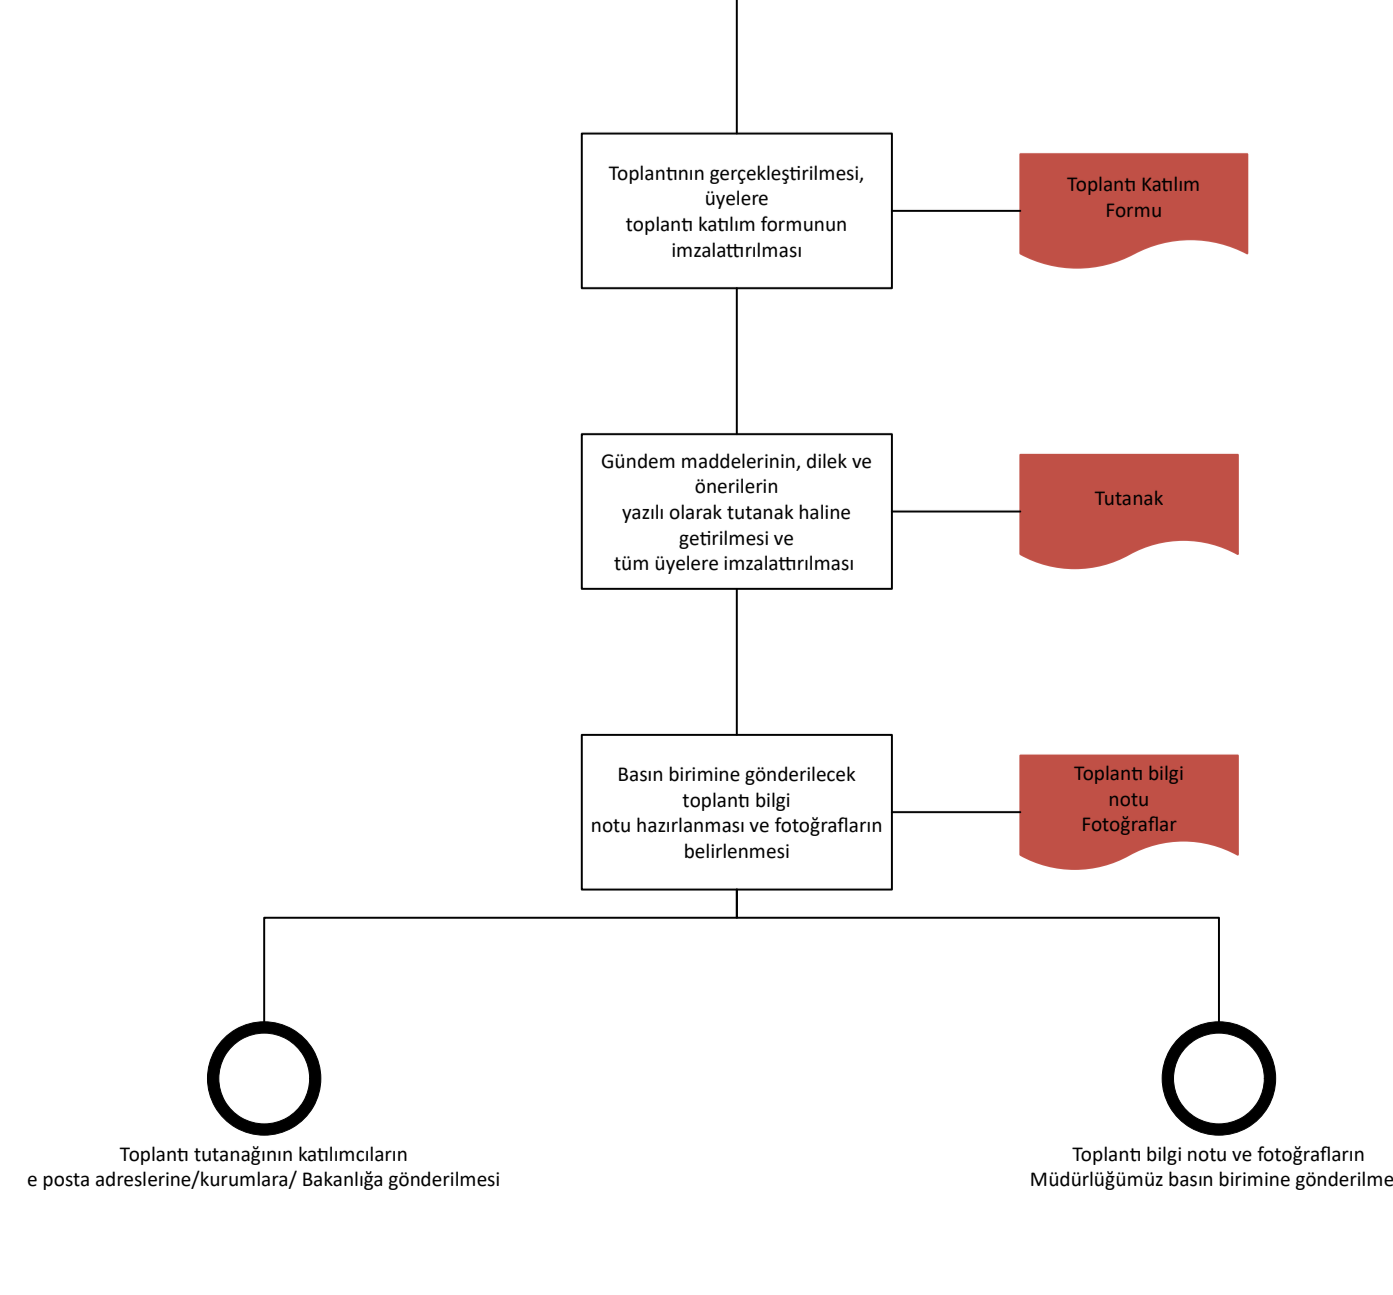 Toplantının gerçekleştirilmesi,
üyelere
toplantı katılım formunun
imzalattırılması
Toplantı Katılım
Formu
Gündem maddelerinin, dilek ve
önerilerin
yazılı olarak tutanak haline
getirilmesi ve
tüm üyelere imzalattırılması
Tutanak
Basın birimine gönderilecek
toplantı bilgi
notu hazırlanması ve fotoğrafların
belirlenmesi
Toplantı bilgi
notu
Fotoğraflar
Toplantı tutanağının katılımcıların
e posta adreslerine/kurumlara/ Bakanlığa gönderilmesi
Toplantı bilgi notu ve fotoğrafların
Müdürlüğümüz basın birimine gönderilme